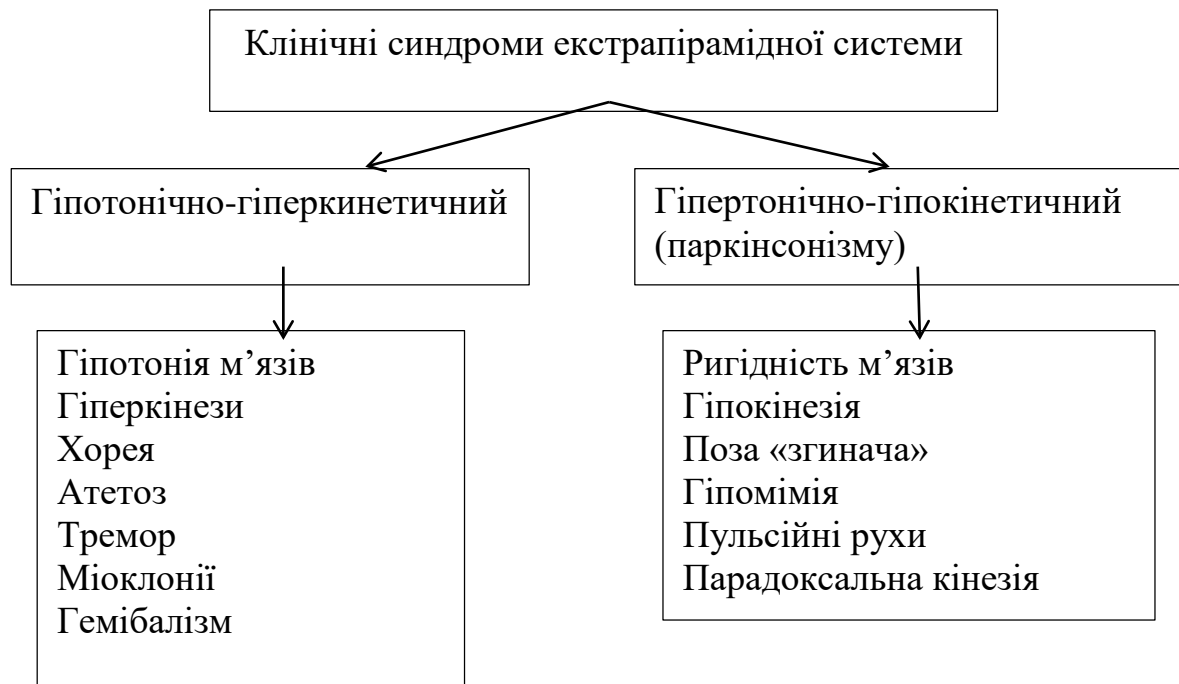 Клінічні синдроми екстрапірамідної системи
Гіпотонічно-гіперкинетичний
Гіпертонічно-гіпокінетичний
(паркінсонізму)
Гіпотонія м’язів
Гіперкінези
Хорея
Атетоз
Тремор
Міоклонії
Гемібалізм
Ригідність м’язів
Гіпокінезія
Поза «згинача»
Гіпомімія
Пульсійні рухи
Парадоксальна кінезія